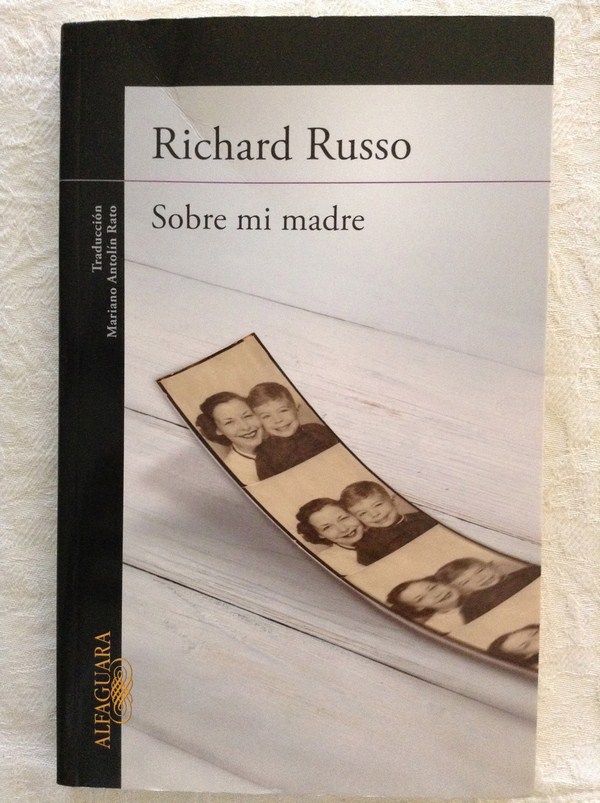 Richard Russo
Sobre mi madre
Traducción
Mariano Antolín Rato
ALFAGUARA